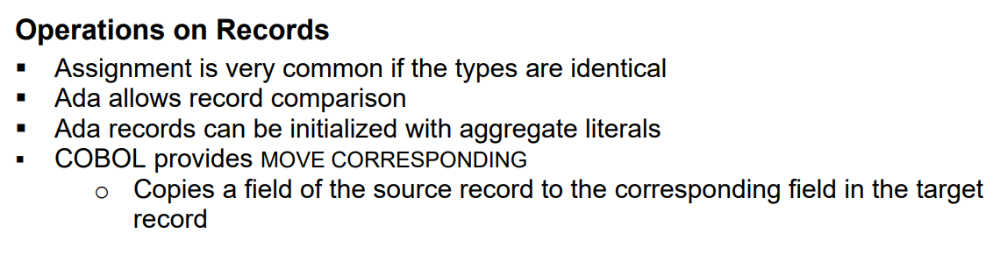 Operations on Records
▪ Assignment is very common if the types are identical
▪ Ada allows record comparison
▪ Ada records can be initialized with aggregate literals
▪ COBOL provides MOVE CORRESPONDING
o Copies a field of the source record to the corresponding field in the target
record